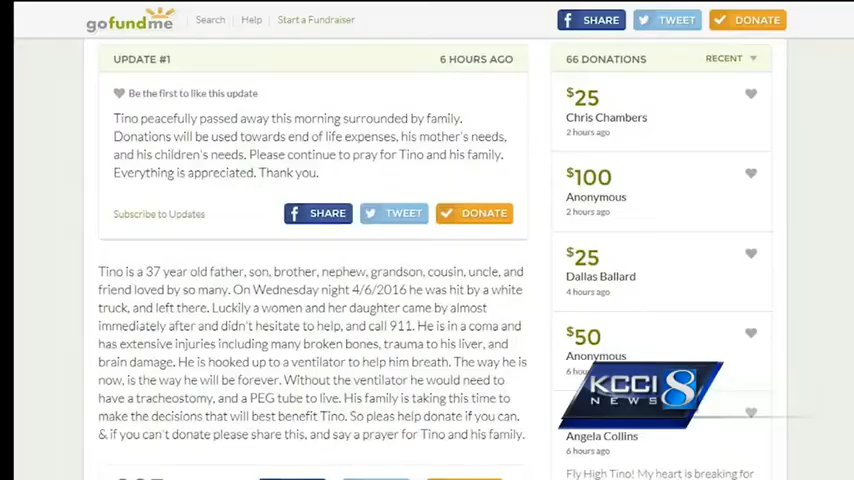 gofundme
Search
Help
Start a Fundraiser
SHARE
TWEET
DONATE
UPDATE #1
6 HOURS AGO
Be the first to like this update
Tino peacefully passed away this morning surrounded by family.
Donations will be used towards end of life expenses, his mother's needs,
and his children's needs. Please continue to pray for Tino and his family.
Everything is appreciated. Thank you.
Subscribe to Updates
SHARE
TWEET
DONATE
Tino is a 37 year old father, son, brother, nephew, grandson, cousin, uncle, and
friend loved by so many. On Wednesday night 4/6/2016 he was hit by a white
truck, and left there. Luckily a women and her daughter came by almost
immediately after and didn't hesitate to help, and call 911. He is in a coma and
has extensive injuries including many broken bones, trauma to his liver, and
brain damage. He is hooked up to a ventilator to help him breath. The way he is
now, is the way he will be forever. Without the ventilator he would need to
have a tracheostomy, and a PEG tube to live. His family is taking this time to
make the decisions that will best benefit Tino. So pleas help donate if you can,
& if you can't donate please share this, and say a prayer for Tino and his family.
66 DONATIONS
RECENT
$25
Chris Chambers
2 hours ago
$100
Anonymous
2 hours ago
$25
Dallas Ballard
4 hours ago
$50
Anonymous
KCCI 8
NEWS
Angela Collins
Fly High Tino! My heart is breaking for